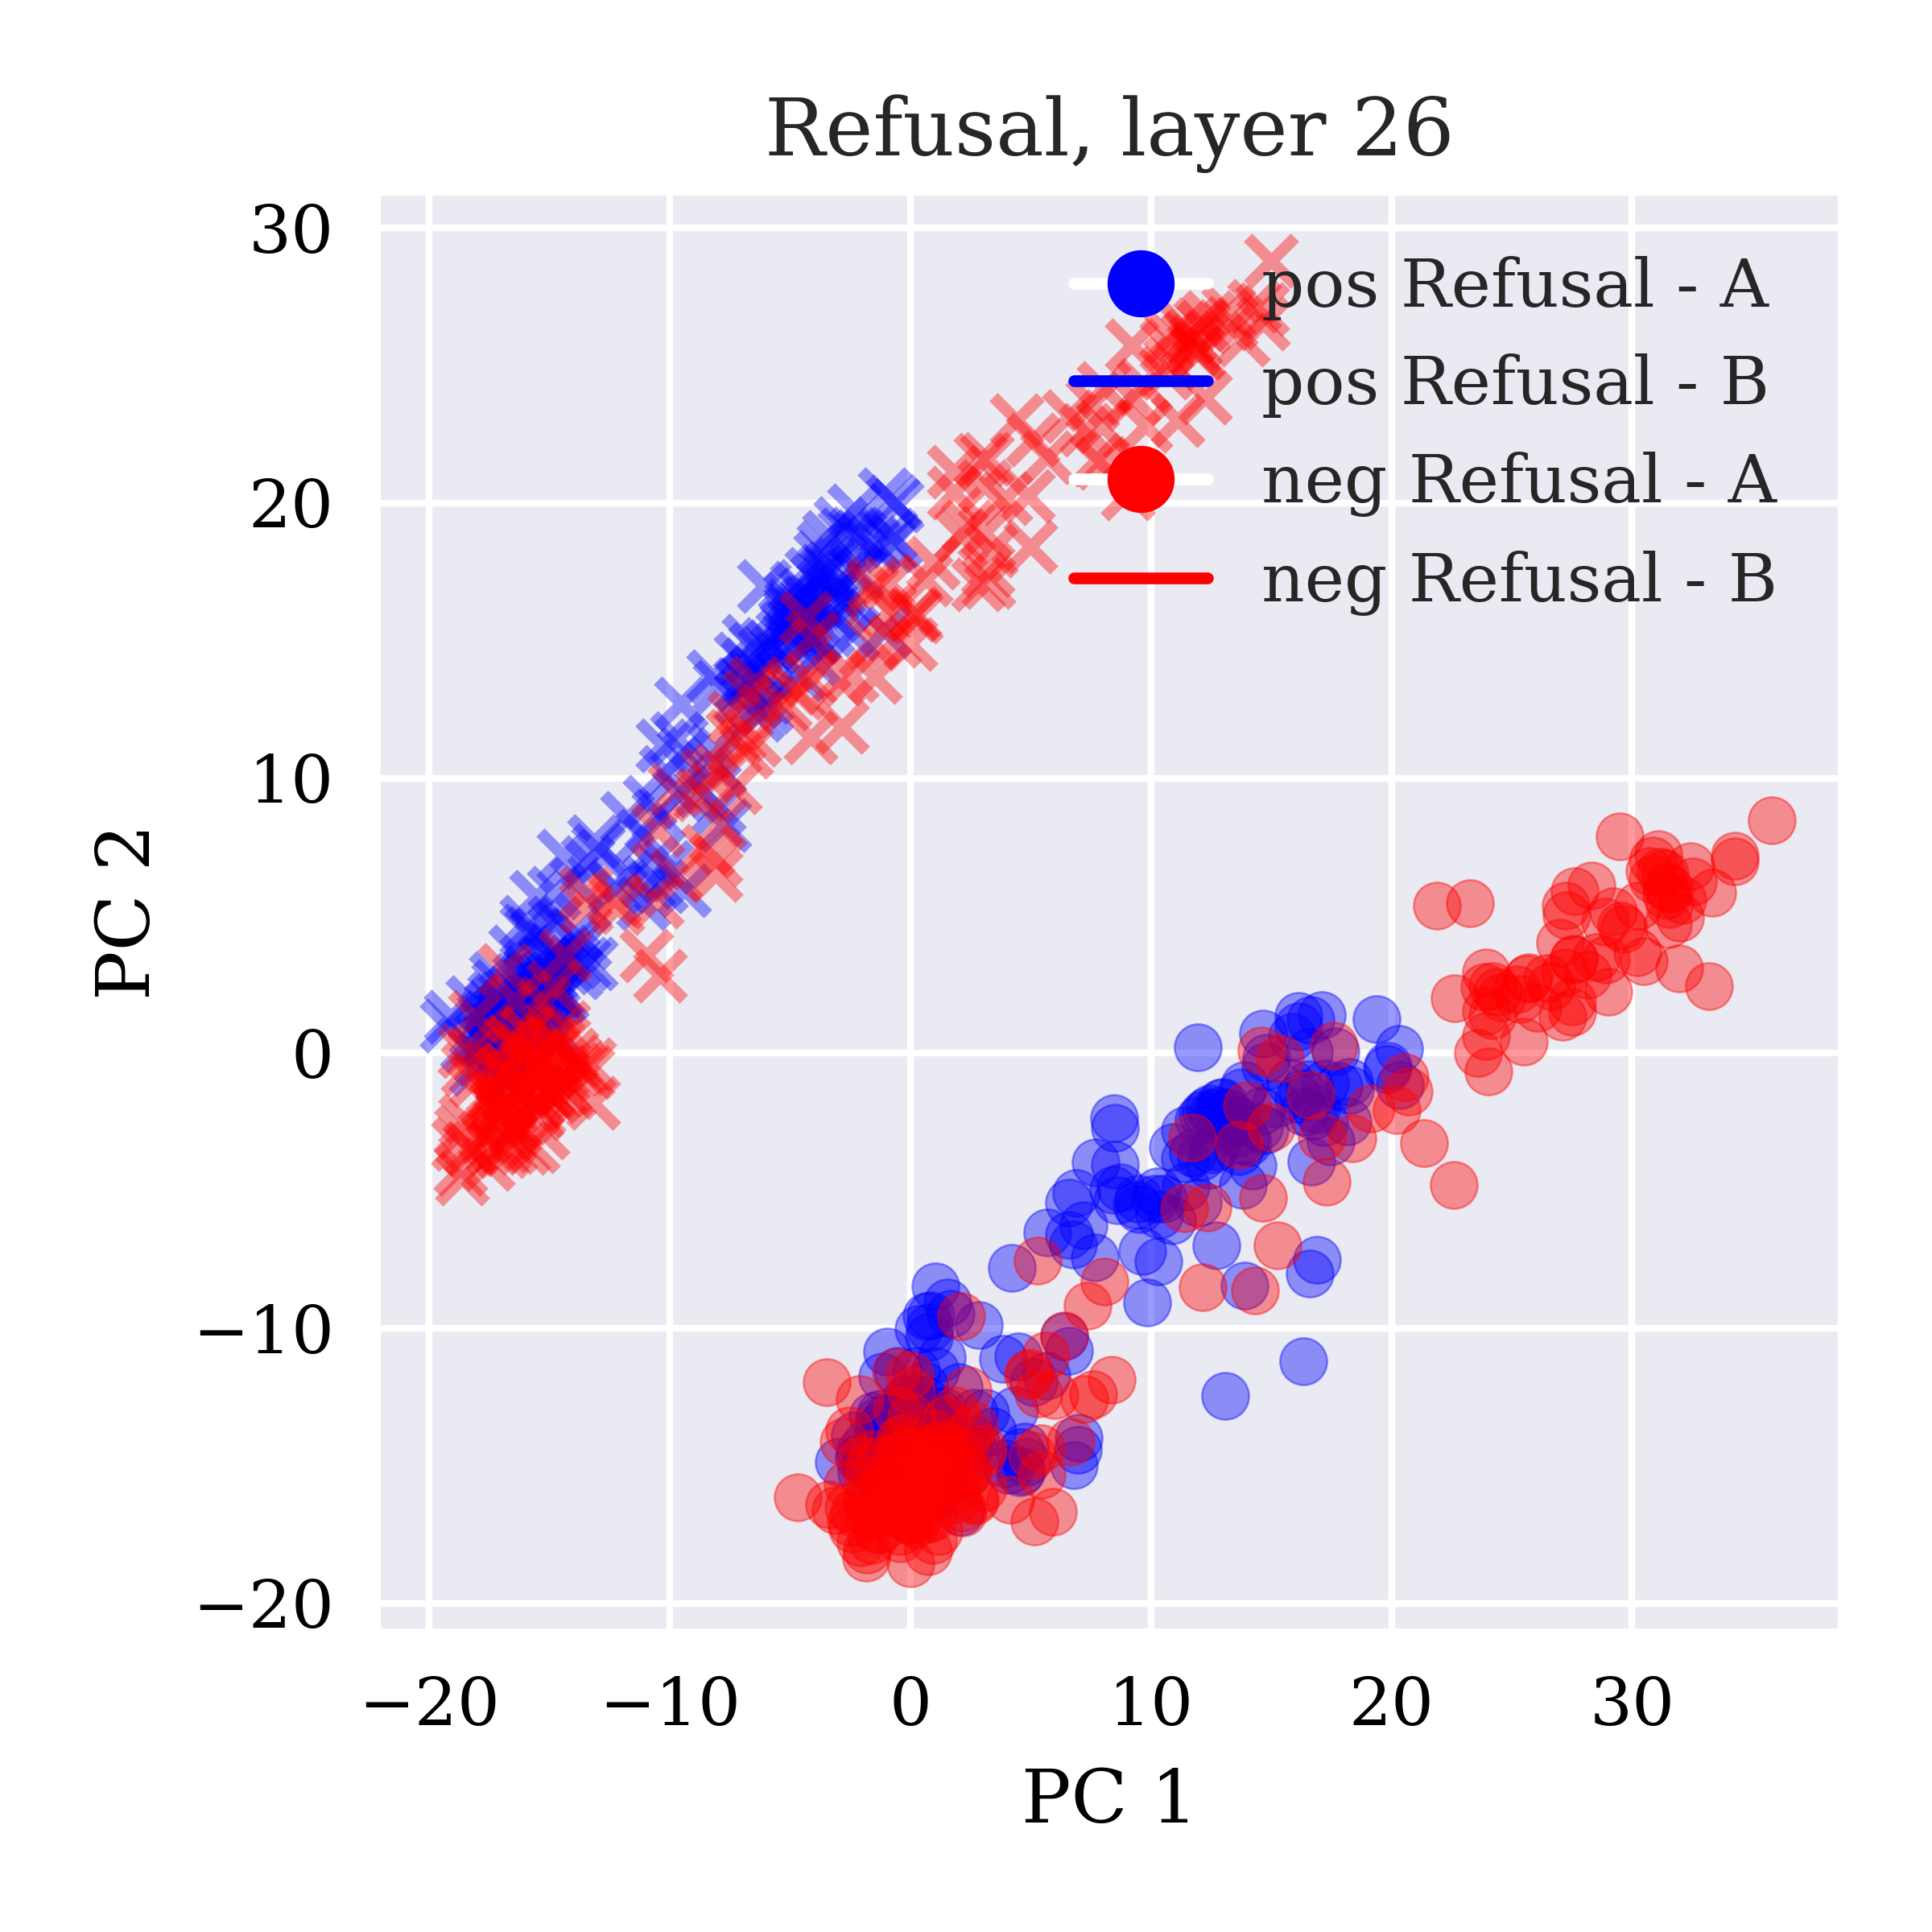 Refusal, layer 26
30
20
10
0
−10
−20
PC 2
pos Refusal - A
pos Refusal - B
neg Refusal - A
neg Refusal - B
−20 −10 0 10 20 30
PC 1